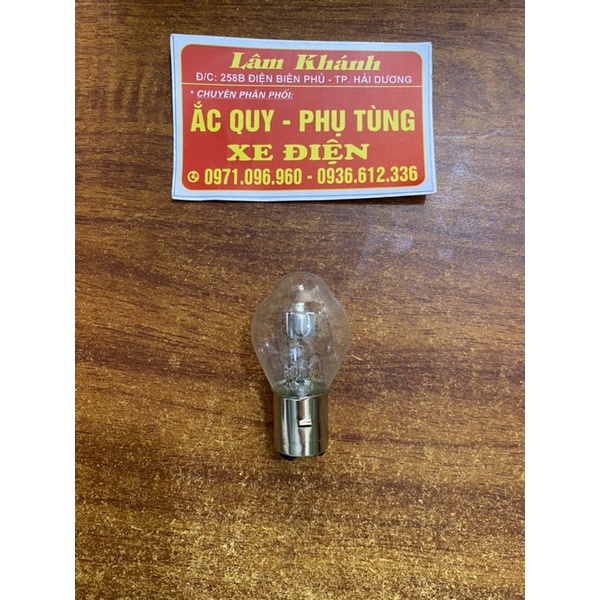 Lâm Khánh
Đ/C: 258B ĐIỆN BIÊN PHỦ - TP. HẢI DƯƠNG
* CHUYÊN PHÂN PHỐI:
ẮC QUY - PHỤ TÙNG
XE ĐIỆN
0971.096.960 - 0936.612.336